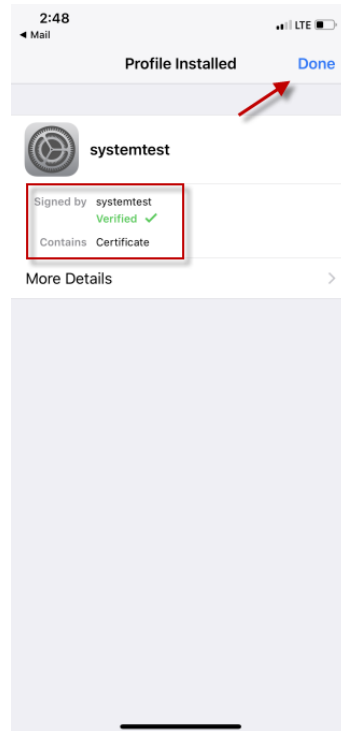 2:48
LTE
◀ Mail
Profile Installed
Done
systemtest
Signed by systemtest
Verified ✓
Contains Certificate
More Details